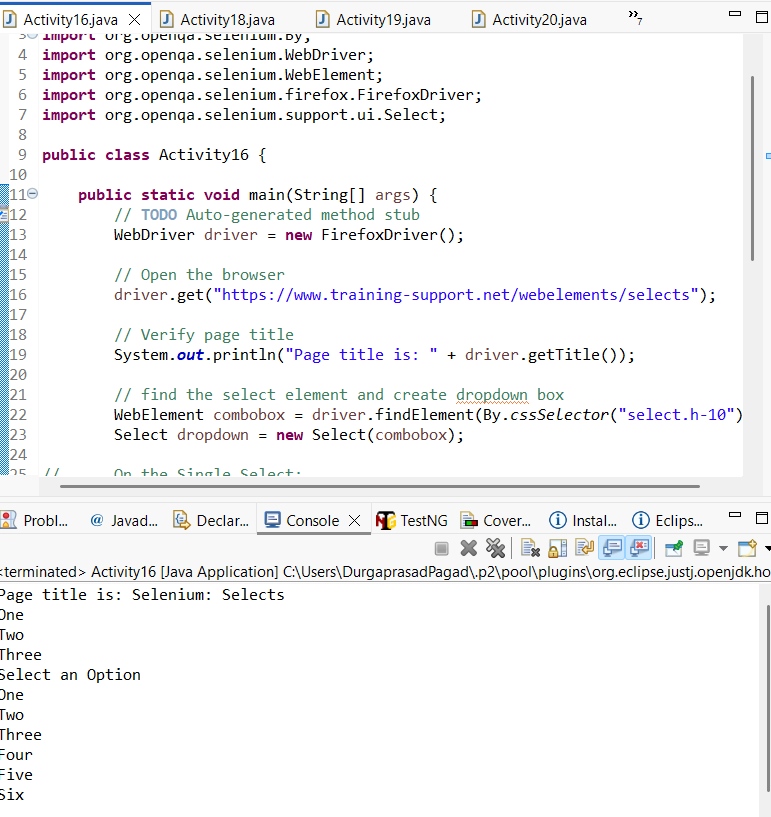 Activity16.java Activity18.java Activity19.java Activity20.java »7
3 import org.openqa.selenium.By;
4 import org.openqa.selenium.WebDriver;
5 import org.openqa.selenium.WebElement;
6 import org.openqa.selenium.firefox.FirefoxDriver;
7 import org.openqa.selenium.support.ui.Select;
8
9 public class Activity16 {
10
11 public static void main(String[] args) {
12 // TODO Auto-generated method stub
13 WebDriver driver = new FirefoxDriver();
14
15 // Open the browser
16 driver.get("https://www.training-support.net/webelements/selects");
17
18 // Verify page title
19 System.out.println("Page title is: " + driver.getTitle());
20
21 // find the select element and create dropdown box
22 WebElement combobox = driver.findElement(By.cssSelector("select.h-10")
23 Select dropdown = new Select(combobox);
24
25 // On the Single Select:
Probl... @ Javad... Declar... Console TestNG Cover... Instal... Eclips...
<terminated> Activity16 [Java Application] C:\Users\DurgaprasadPagad\.p2\pool\plugins\org.eclipse.justj.openjdk.ho
Page title is: Selenium: Selects
One
Two
Three
Select an Option
One
Two
Three
Four
Five
Six